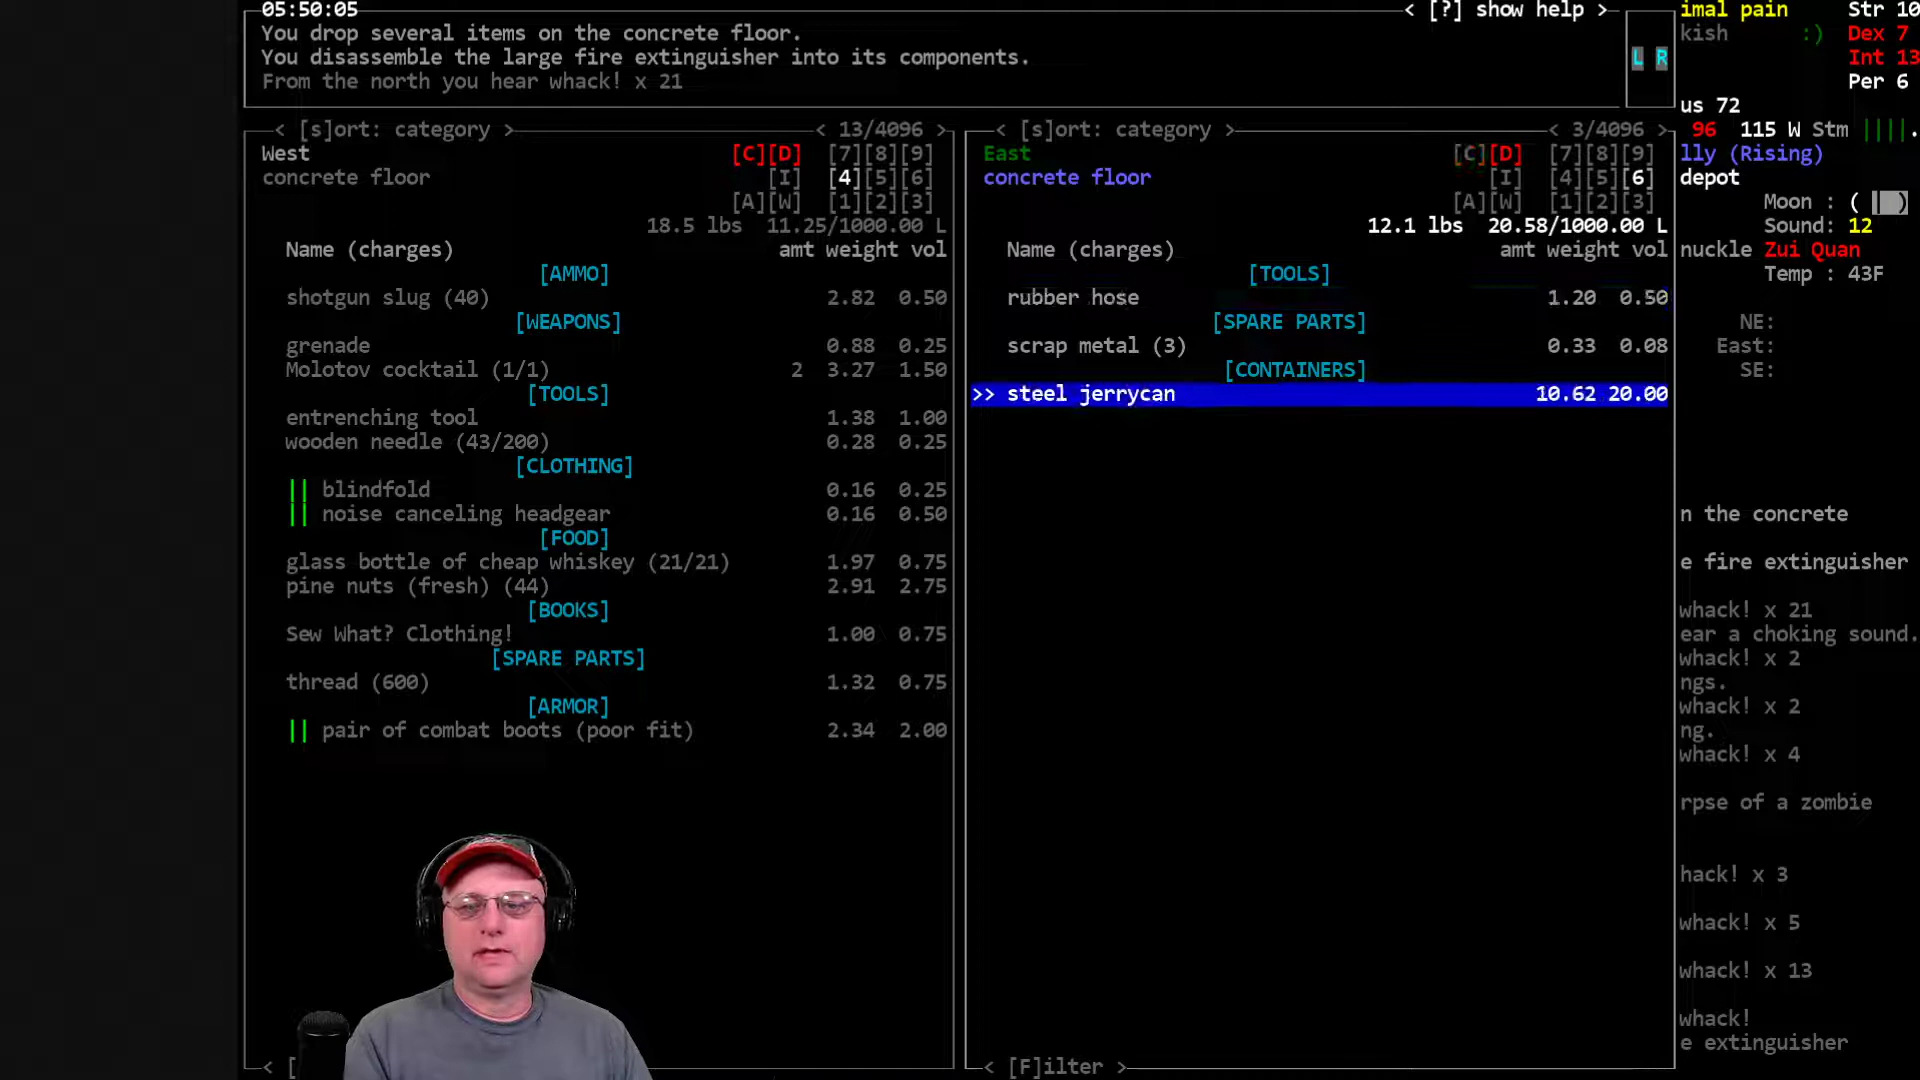 05:50:05
< [?] show help >
You drop several items on the concrete floor.
You disassemble the large fire extinguisher into its components.
From the north you hear whack! x 21
L R
imal pain Str 10
kish :) Dex 7
Int 13
Per 6
us 72
96 115 W Stm ||||.
lly (Rising)
depot
Moon : ( | )
Sound: 12
nuckle Zui Quan
Temp : 43F
NE:
East:
SE:
n the concrete
e fire extinguisher
whack! x 21
ear a choking sound.
whack! x 2
ngs.
whack! x 2
ng.
whack! x 4
rpse of a zombie
hack! x 3
whack! x 5
whack! x 13
whack!
e extinguisher
< [s]ort: category > < 13/4096 >
West [C][D] [7][8][9]
concrete floor [I] [4][5][6]
[A][W] [1][2][3]
18.5 lbs 11.25/1000.00 L
Name (charges) amt weight vol
[AMMO]
shotgun slug (40) 2.82 0.50
[WEAPONS]
grenade 0.88 0.25
Molotov cocktail (1/1) 2 3.27 1.50
[TOOLS]
entrenching tool 1.38 1.00
wooden needle (43/200) 0.28 0.25
[CLOTHING]
|| blindfold 0.16 0.25
|| noise canceling headgear 0.16 0.50
[FOOD]
glass bottle of cheap whiskey (21/21) 1.97 0.75
pine nuts (fresh) (44) 2.91 2.75
[BOOKS]
Sew What? Clothing! 1.00 0.75
[SPARE PARTS]
thread (600) 1.32 0.75
[ARMOR]
|| pair of combat boots (poor fit) 2.34 2.00
< [
< [s]ort: category > < 3/4096 >
East [C][D] [7][8][9]
concrete floor [I] [4][5][6]
[A][W] [1][2][3]
12.1 lbs 20.58/1000.00 L
Name (charges) amt weight vol
[TOOLS]
rubber hose 1.20 0.50
[SPARE PARTS]
scrap metal (3) 0.33 0.08
[CONTAINERS]
>> steel jerrycan 10.62 20.00
< [F]ilter >